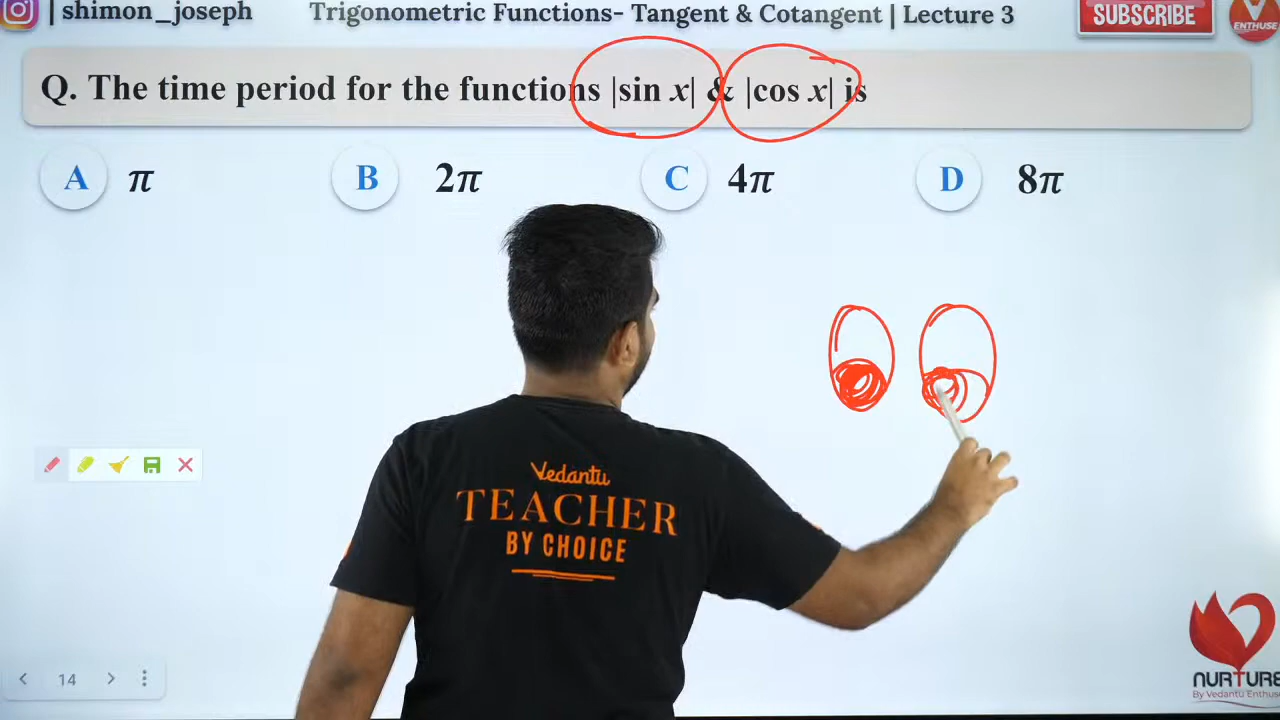 | shimon_joseph
Trigonometric Functions- Tangent & Cotangent | Lecture 3
SUBSCRIBE
ENTHUSE
Q. The time period for the functions |sin x| & |cos x| is
A π
B 2π
C 4π
D 8π
Vedantu
TEACHER
BY CHOICE
14
NURTURE
By Vedantu Enthuse